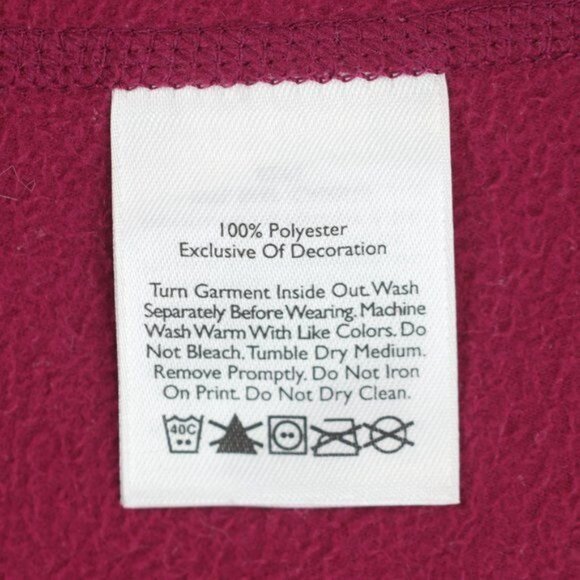 100% Polyester
Exclusive Of Decoration
Turn Garment Inside Out. Wash
Separately Before Wearing. Machine
Wash Warm With Like Colors. Do
Not Bleach. Tumble Dry Medium.
Remove Promptly. Do Not Iron
On Print. Do Not Dry Clean.
40C